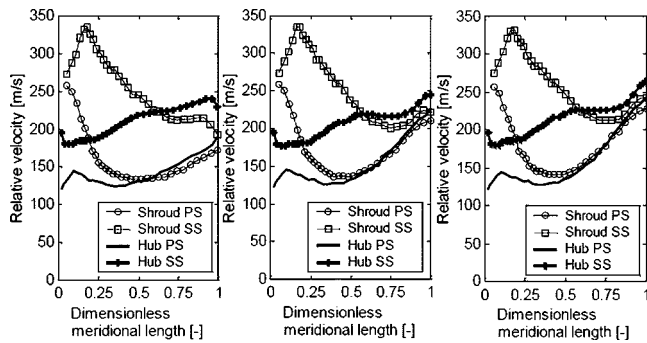 350
300
250
200
150
100
50
0
0 0.25 0.5 0.75 1
Relative velocity [m/s]
Dimensionless
meridional length [-]
Shroud PS
Shroud SS
Hub PS
Hub SS
350
300
250
200
150
100
50
0
0 0.25 0.5 0.75 1
Relative velocity [m/s]
Dimensionless
meridional length [-]
Shroud PS
Shroud SS
Hub PS
Hub SS
350
300
250
200
150
100
50
0
0 0.25 0.5 0.75 1
Relative velocity [m/s]
Dimensionless
meridional length [-]
Shroud PS
Shroud SS
Hub PS
Hub SS